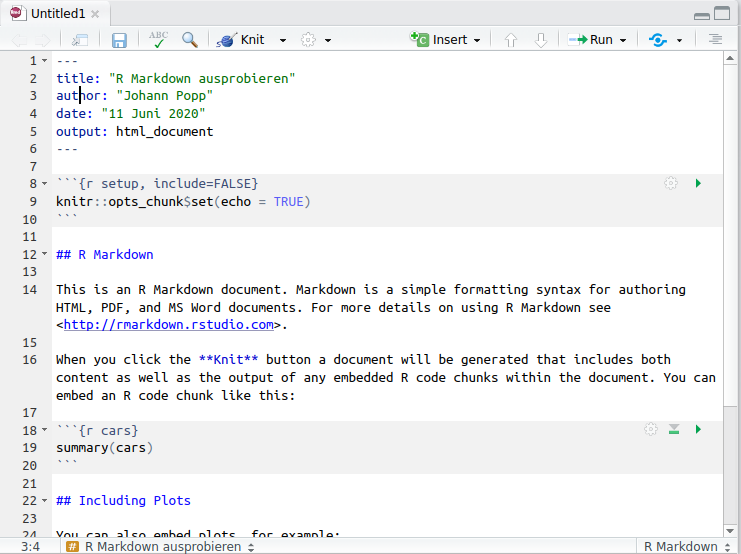 Untitled1
ABC
Knit
Insert
Run
1 ---
2 title: "R Markdown ausprobieren"
3 author: "Johann Popp"
4 date: "11 Juni 2020"
5 output: html_document
6 ---
7
8 ```{r setup, include=FALSE}
9 knitr::opts_chunk$set(echo = TRUE)
10 ```
11
12 ## R Markdown
13
14 This is an R Markdown document. Markdown is a simple formatting syntax for authoring
HTML, PDF, and MS Word documents. For more details on using R Markdown see
<http://rmarkdown.rstudio.com>.
15
16 When you click the **Knit** button a document will be generated that includes both
content as well as the output of any embedded R code chunks within the document. You can
embed an R code chunk like this:
17
18 ```{r cars}
19 summary(cars)
20 ```
21
22 ## Including Plots
23
24 You can also embed plots, for example:
3:4 # R Markdown ausprobieren R Markdown